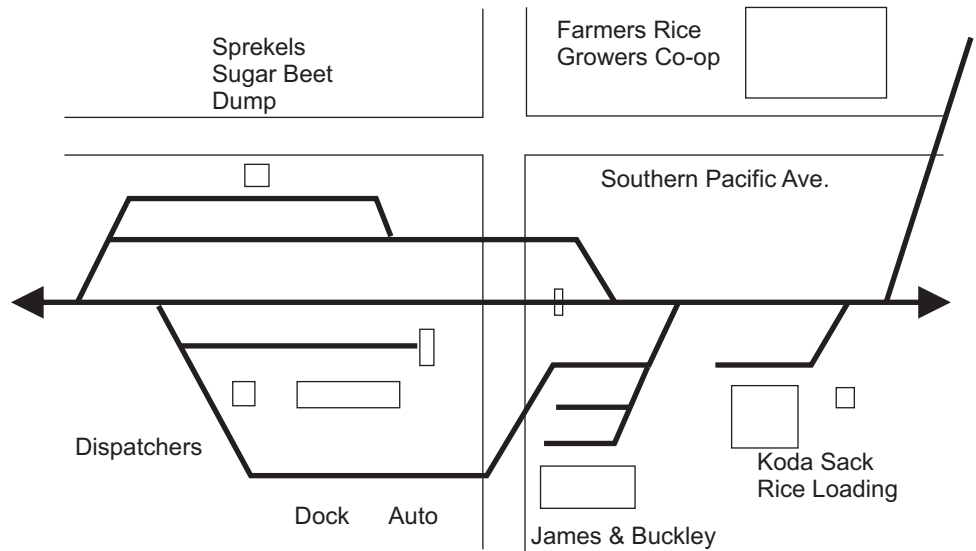 Sprekels
Sugar Beet
Dump
Farmers Rice
Growers Co-op
Southern Pacific Ave.
Dispatchers
Koda Sack
Rice Loading
Dock Auto
James & Buckley